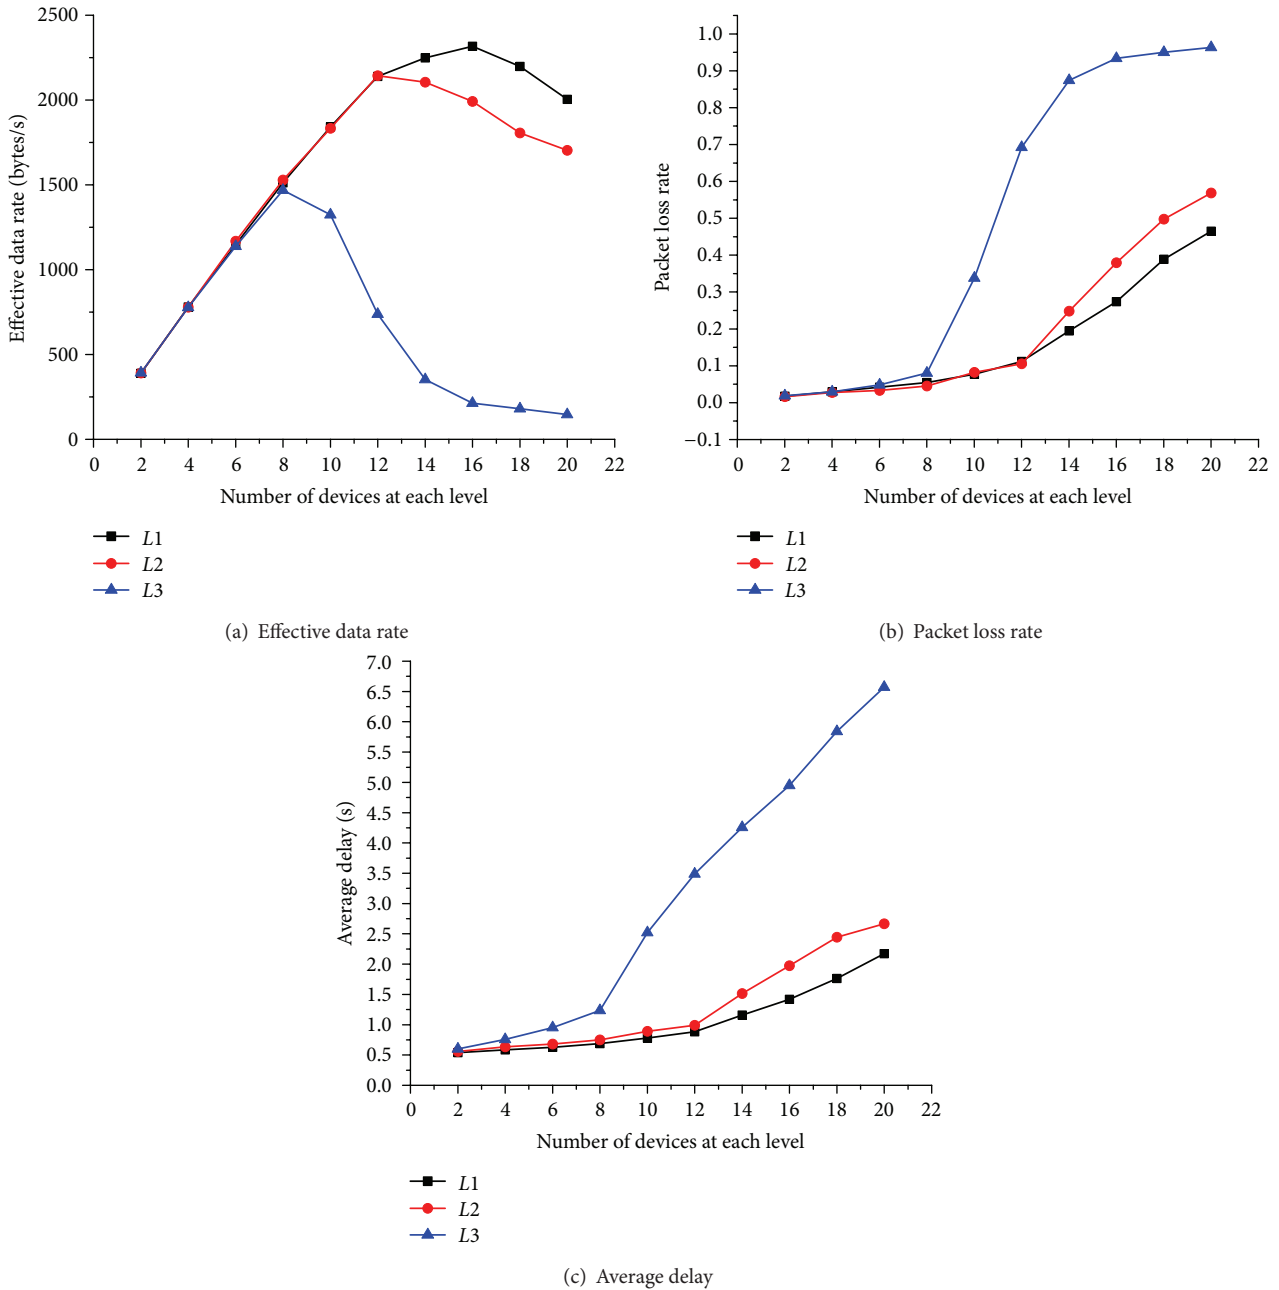 2500
2000
1500
1000
500
0
Effective data rate (bytes/s)
0 2 4 6 8 10 12 14 16 18 20 22
Number of devices at each level
L1
L2
L3
(a) Effective data rate
1.0
0.9
0.8
0.7
0.6
0.5
0.4
0.3
0.2
0.1
0.0
−0.1
Packet loss rate
0 2 4 6 8 10 12 14 16 18 20 22
Number of devices at each level
L1
L2
L3
(b) Packet loss rate
7.0
6.5
6.0
5.5
5.0
4.5
4.0
3.5
3.0
2.5
2.0
1.5
1.0
0.5
0.0
Average delay (s)
0 2 4 6 8 10 12 14 16 18 20 22
Number of devices at each level
L1
L2
L3
(c) Average delay